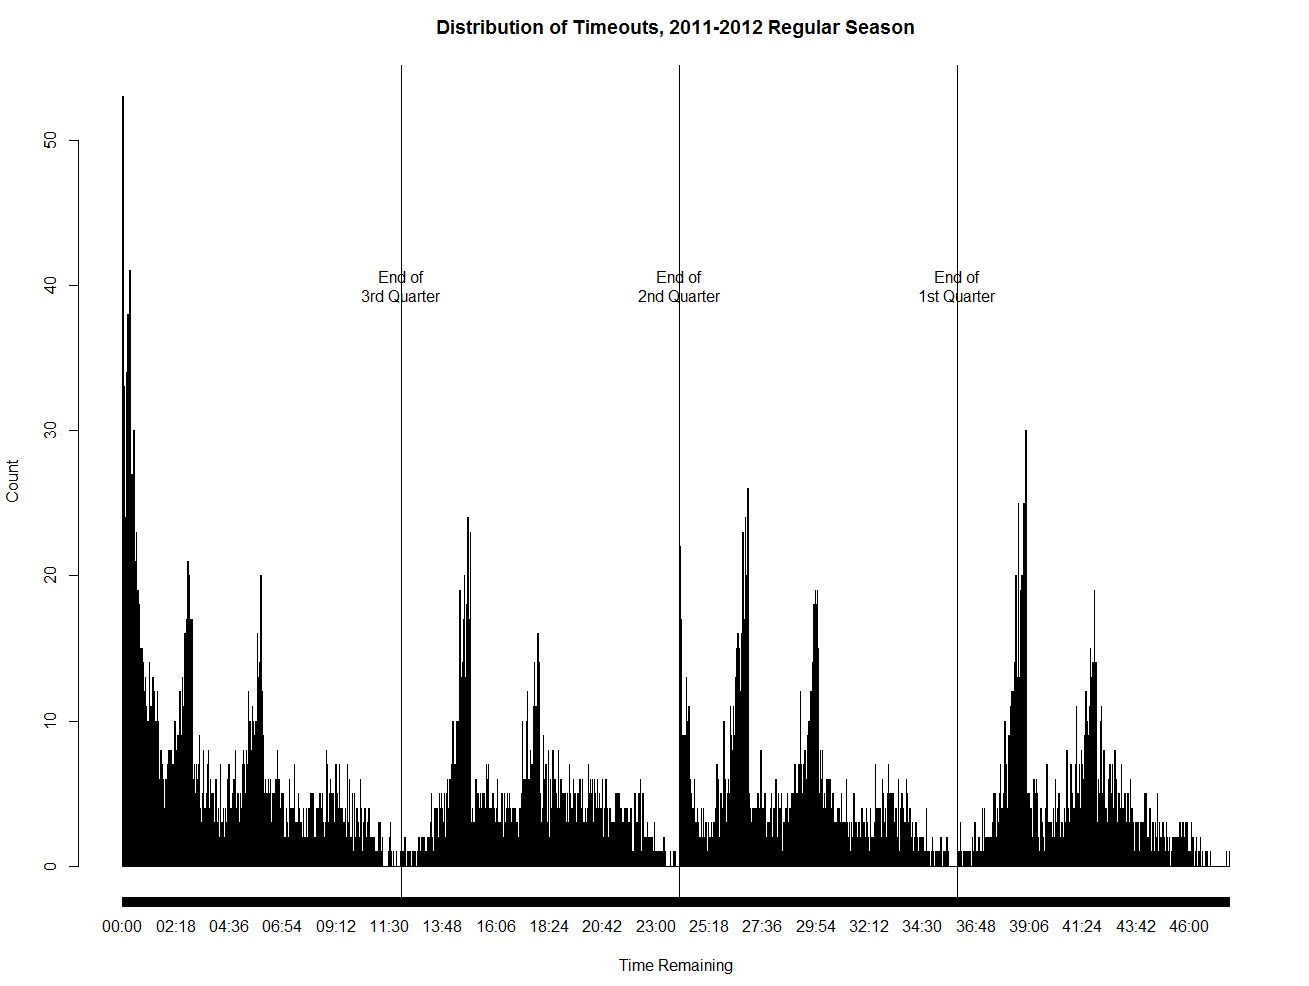 Distribution of Timeouts, 2011-2012 Regular Season
50
40
30
20
10
0
Count
End of
3rd Quarter
End of
2nd Quarter
End of
1st Quarter
00:00 02:18 04:36 06:54 09:12 11:30 13:48 16:06 18:24 20:42 23:00 25:18 27:36 29:54 32:12 34:30 36:48 39:06 41:24 43:42 46:00
Time Remaining